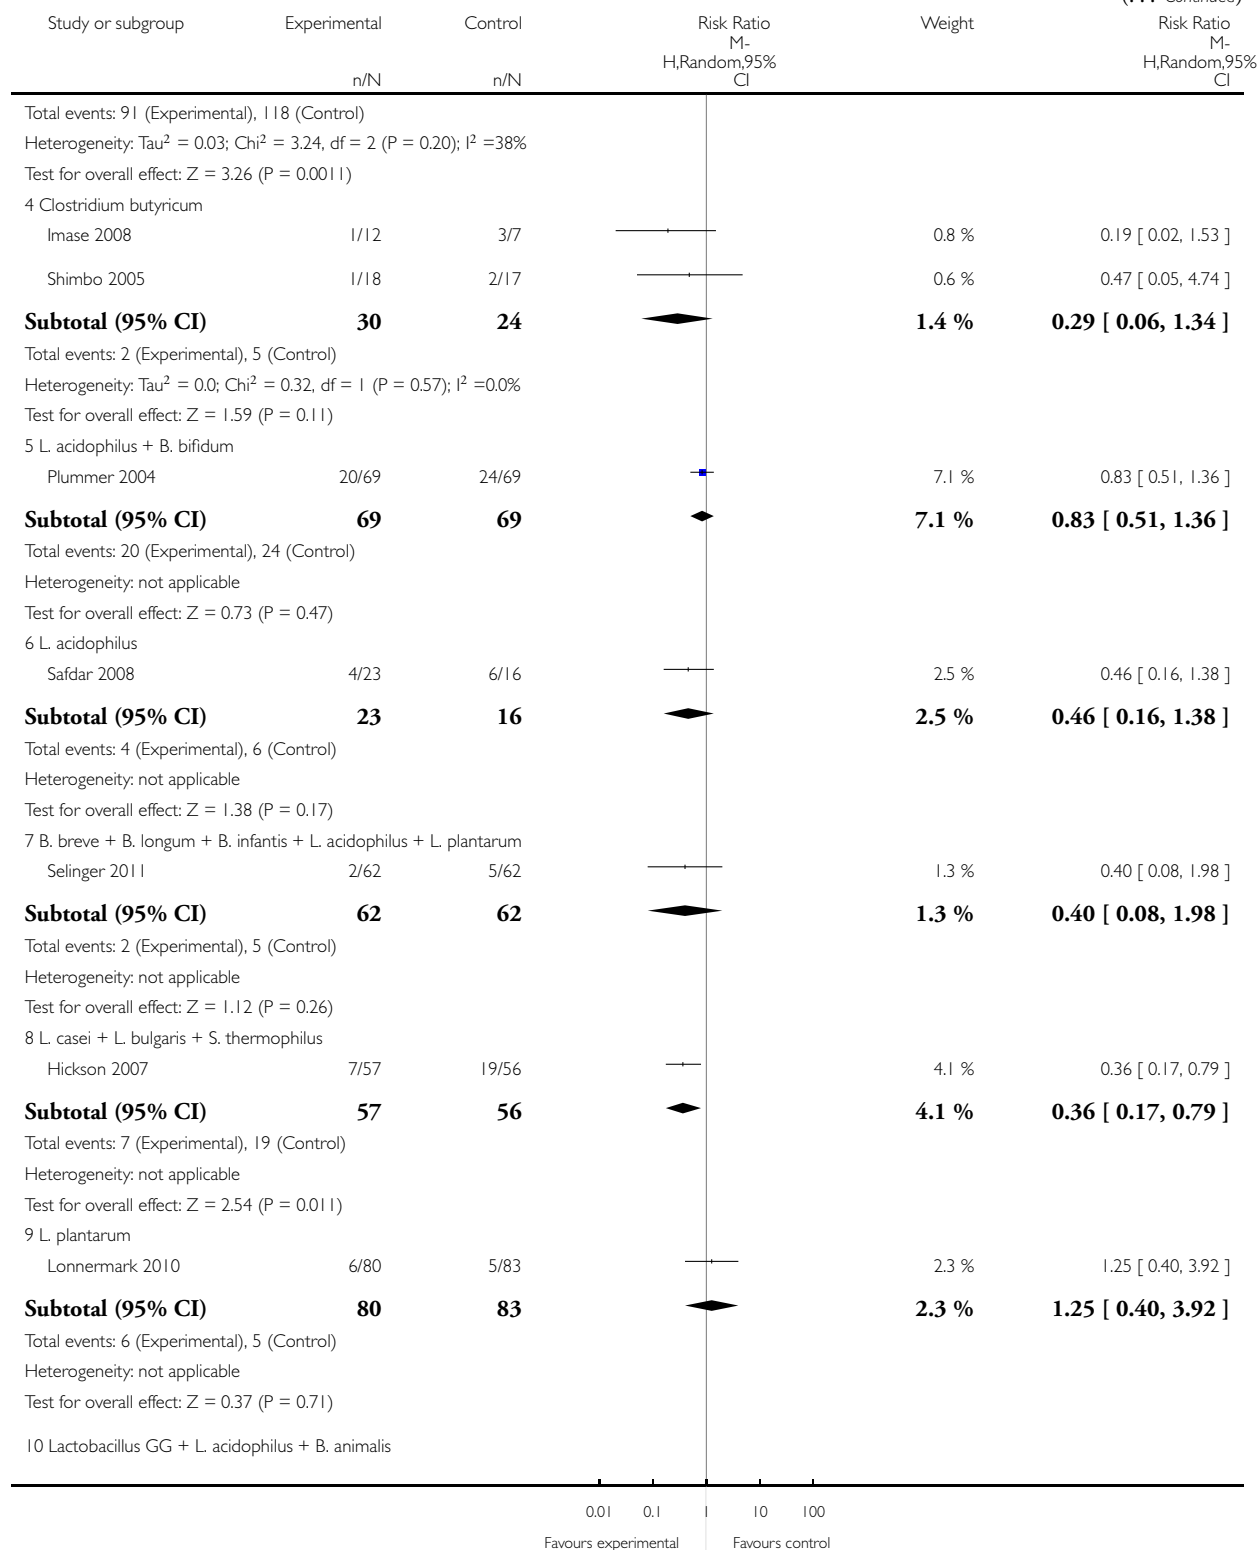 (... Continued)
Study or subgroup Experimental Control Risk Ratio Weight Risk Ratio
M- M-
H,Random,95% H,Random,95%
n/N n/N CI CI
Total events: 91 (Experimental), 118 (Control)
Heterogeneity: Tau² = 0.03; Chi² = 3.24, df = 2 (P = 0.20); I² =38%
Test for overall effect: Z = 3.26 (P = 0.0011)
4 Clostridium butyricum
Imase 2008 1/12 3/7 0.8 % 0.19 [ 0.02, 1.53 ]
Shimbo 2005 1/18 2/17 0.6 % 0.47 [ 0.05, 4.74 ]
Subtotal (95% CI) 30 24 1.4 % 0.29 [ 0.06, 1.34 ]
Total events: 2 (Experimental), 5 (Control)
Heterogeneity: Tau² = 0.0; Chi² = 0.32, df = 1 (P = 0.57); I² =0.0%
Test for overall effect: Z = 1.59 (P = 0.11)
5 L. acidophilus + B. bifidum
Plummer 2004 20/69 24/69 7.1 % 0.83 [ 0.51, 1.36 ]
Subtotal (95% CI) 69 69 7.1 % 0.83 [ 0.51, 1.36 ]
Total events: 20 (Experimental), 24 (Control)
Heterogeneity: not applicable
Test for overall effect: Z = 0.73 (P = 0.47)
6 L. acidophilus
Safdar 2008 4/23 6/16 2.5 % 0.46 [ 0.16, 1.38 ]
Subtotal (95% CI) 23 16 2.5 % 0.46 [ 0.16, 1.38 ]
Total events: 4 (Experimental), 6 (Control)
Heterogeneity: not applicable
Test for overall effect: Z = 1.38 (P = 0.17)
7 B. breve + B. longum + B. infantis + L. acidophilus + L. plantarum
Selinger 2011 2/62 5/62 1.3 % 0.40 [ 0.08, 1.98 ]
Subtotal (95% CI) 62 62 1.3 % 0.40 [ 0.08, 1.98 ]
Total events: 2 (Experimental), 5 (Control)
Heterogeneity: not applicable
Test for overall effect: Z = 1.12 (P = 0.26)
8 L. casei + L. bulgaris + S. thermophilus
Hickson 2007 7/57 19/56 4.1 % 0.36 [ 0.17, 0.79 ]
Subtotal (95% CI) 57 56 4.1 % 0.36 [ 0.17, 0.79 ]
Total events: 7 (Experimental), 19 (Control)
Heterogeneity: not applicable
Test for overall effect: Z = 2.54 (P = 0.011)
9 L. plantarum
Lonnermark 2010 6/80 5/83 2.3 % 1.25 [ 0.40, 3.92 ]
Subtotal (95% CI) 80 83 2.3 % 1.25 [ 0.40, 3.92 ]
Total events: 6 (Experimental), 5 (Control)
Heterogeneity: not applicable
Test for overall effect: Z = 0.37 (P = 0.71)
10 Lactobacillus GG + L. acidophilus + B. animalis
0.01 0.1 1 10 100
Favours experimental Favours control